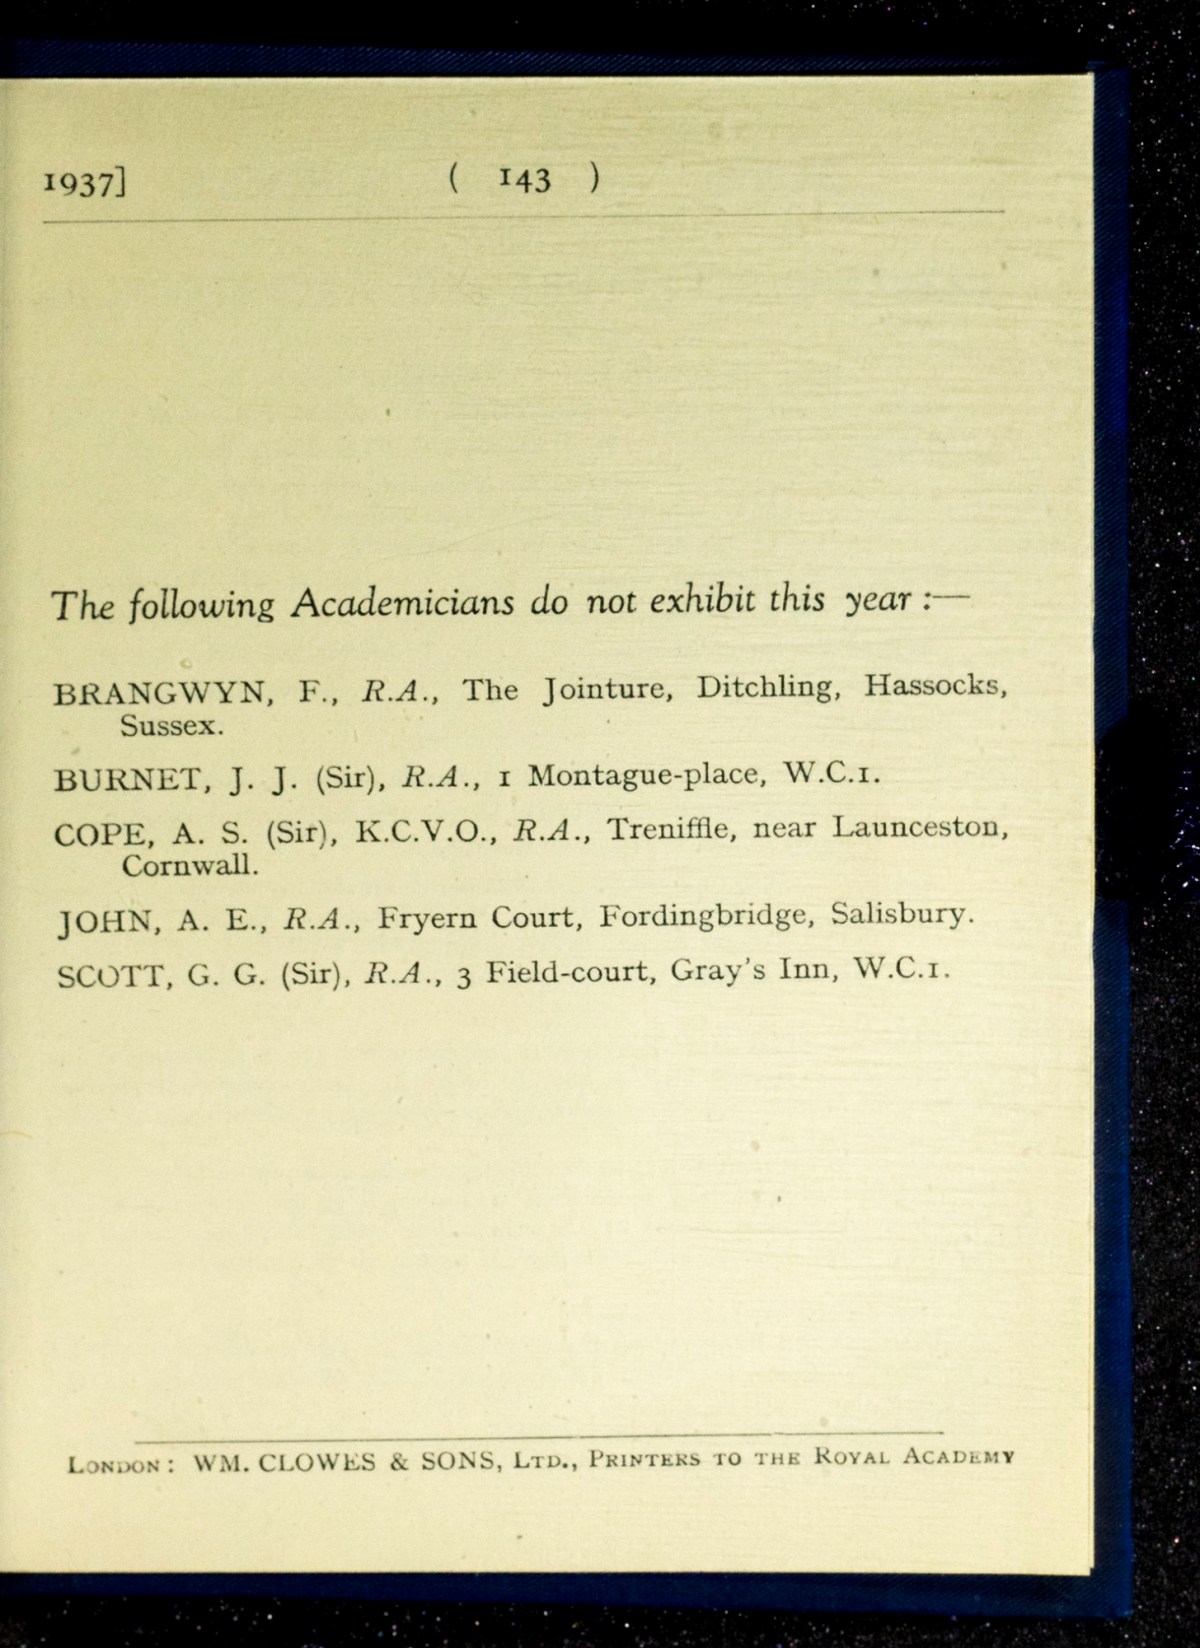 1937] ( 143 )
The following Academicians do not exhibit this year :—
BRANGWYN, F., R.A., The Jointure, Ditchling, Hassocks,
Sussex.
BURNET, J. J. (Sir), R.A., 1 Montague-place, W.C.1.
COPE, A. S. (Sir), K.C.V.O., R.A., Treniffle, near Launceston,
Cornwall.
JOHN, A. E., R.A., Fryern Court, Fordingbridge, Salisbury.
SCOTT, G. G. (Sir), R.A., 3 Field-court, Gray's Inn, W.C.1.
LONDON: WM. CLOWES & SONS, LTD., PRINTERS TO THE ROYAL ACADEMY